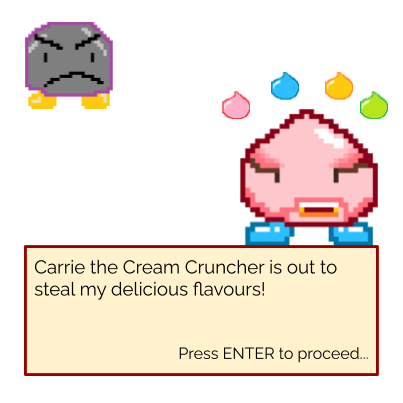 Carrie the Cream Cruncher is out to
steal my delicious flavours!
Press ENTER to proceed...